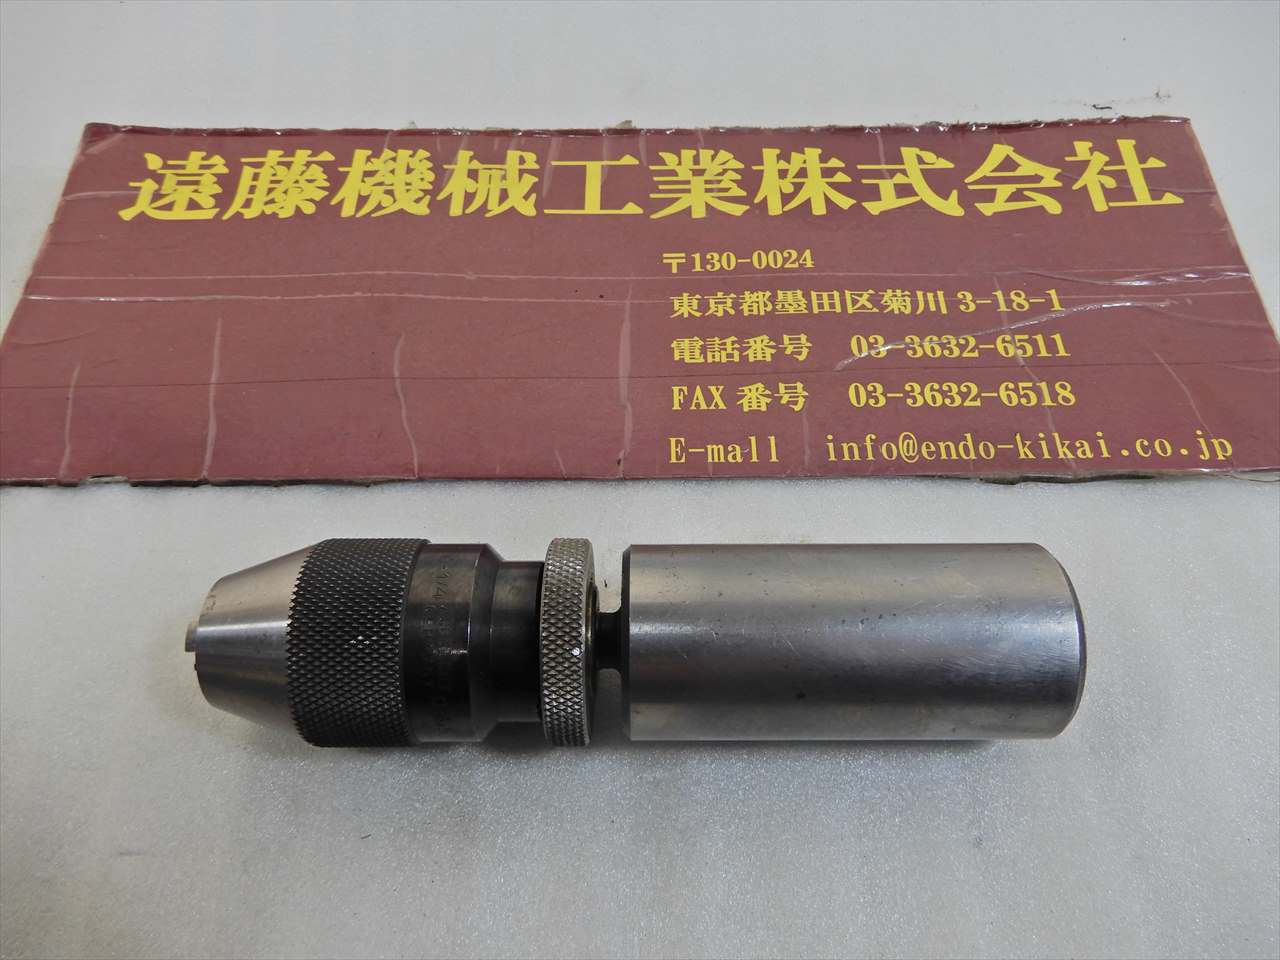 遠藤機械工業株式会社
〒130-0024
東京都墨田区菊川 3-18-1
電話番号 03-3632-6511
FAX 番号 03-3632-6518
E-mall info@endo-kikai.co.jp